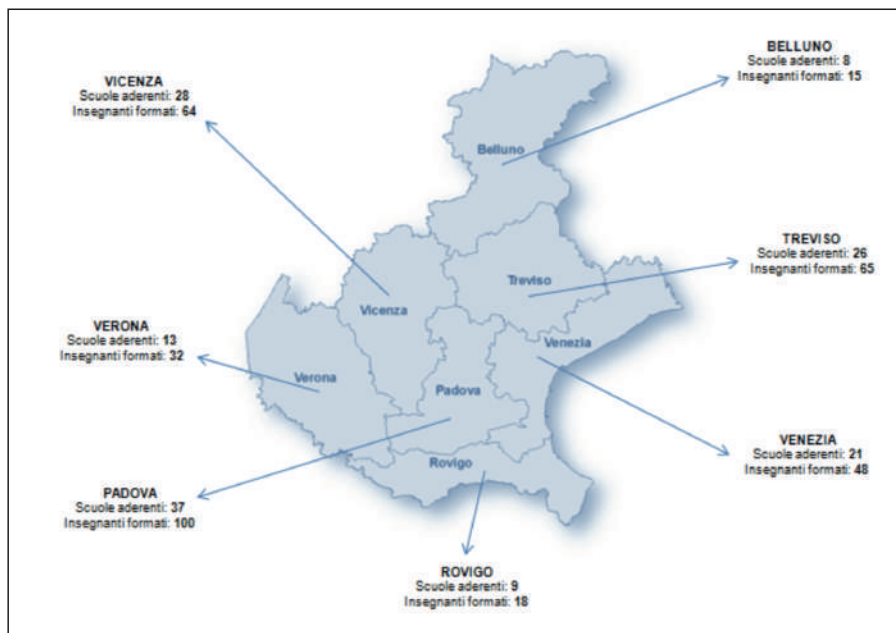 BELLUNO
Scuole aderenti: 8
Insegnanti formati: 15
VICENZA
Scuole aderenti: 28
Insegnanti formati: 64
Belluno
TREVISO
Scuole aderenti: 26
Insegnanti formati: 65
Treviso
Vicenza
VERONA
Scuole aderenti: 13
Insegnanti formati: 32
Venezia
Verona
Padova
VENEZIA
Scuole aderenti: 21
Insegnanti formati: 48
Rovigo
PADOVA
Scuole aderenti: 37
Insegnanti formati: 100
ROVIGO
Scuole aderenti: 9
Insegnanti formati: 18